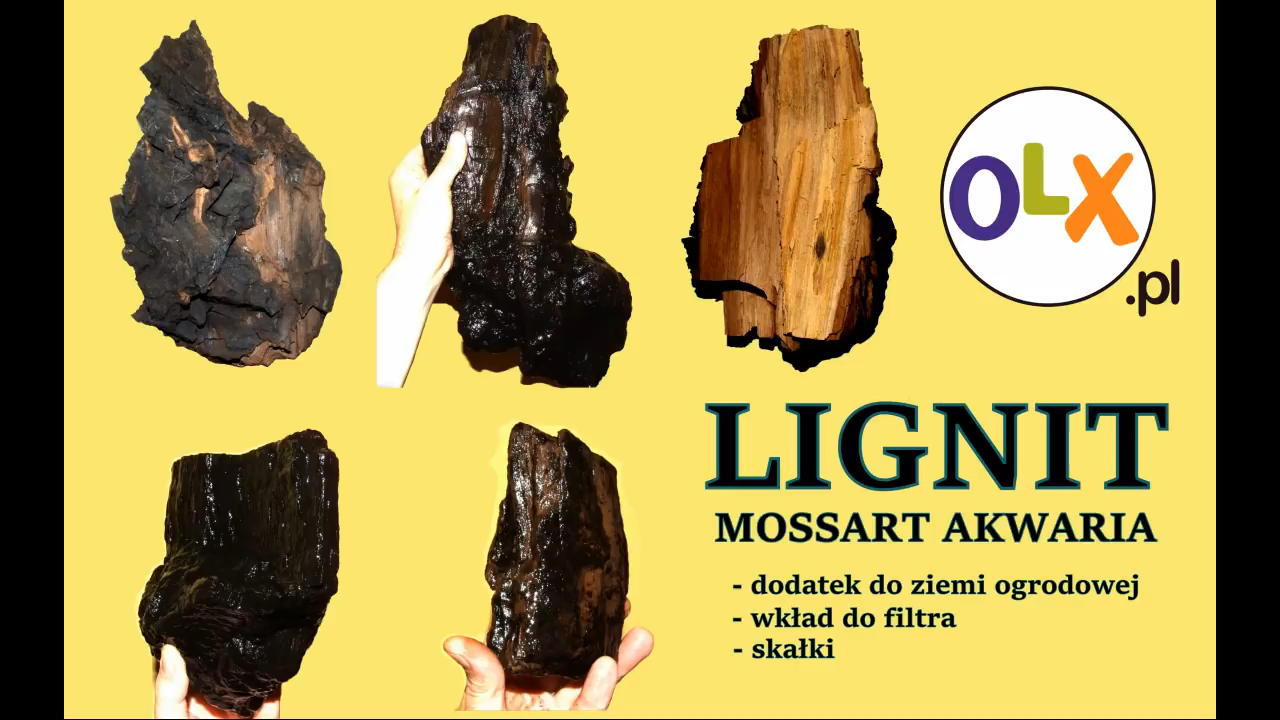 OLX
.pl
LIGNIT
MOSSART AKWARIA
- dodatek do ziemi ogrodowej
- wkład do filtra
- skałki